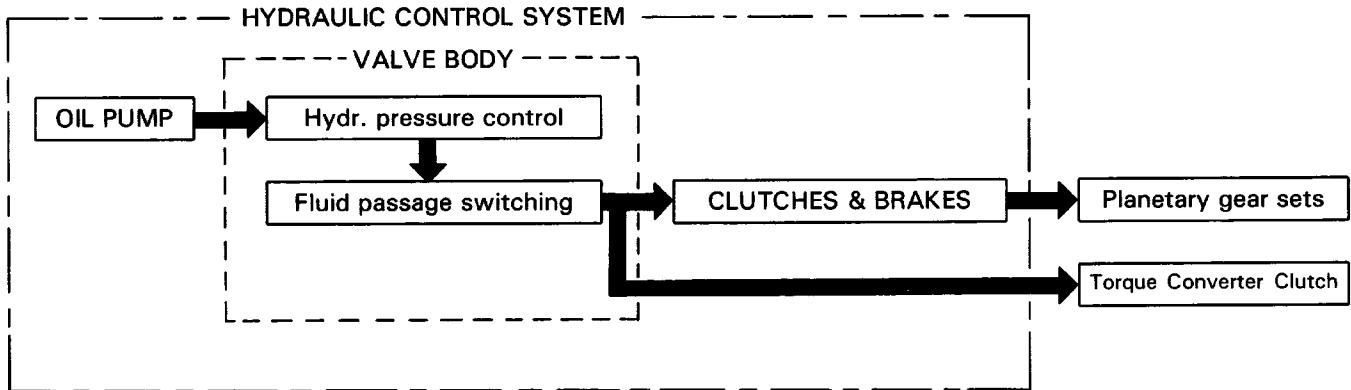 HYDRAULIC CONTROL SYSTEM
VALVE BODY
OIL PUMP
Hydr. pressure control
Fluid passage switching
CLUTCHES & BRAKES
Planetary gear sets
Torque Converter Clutch